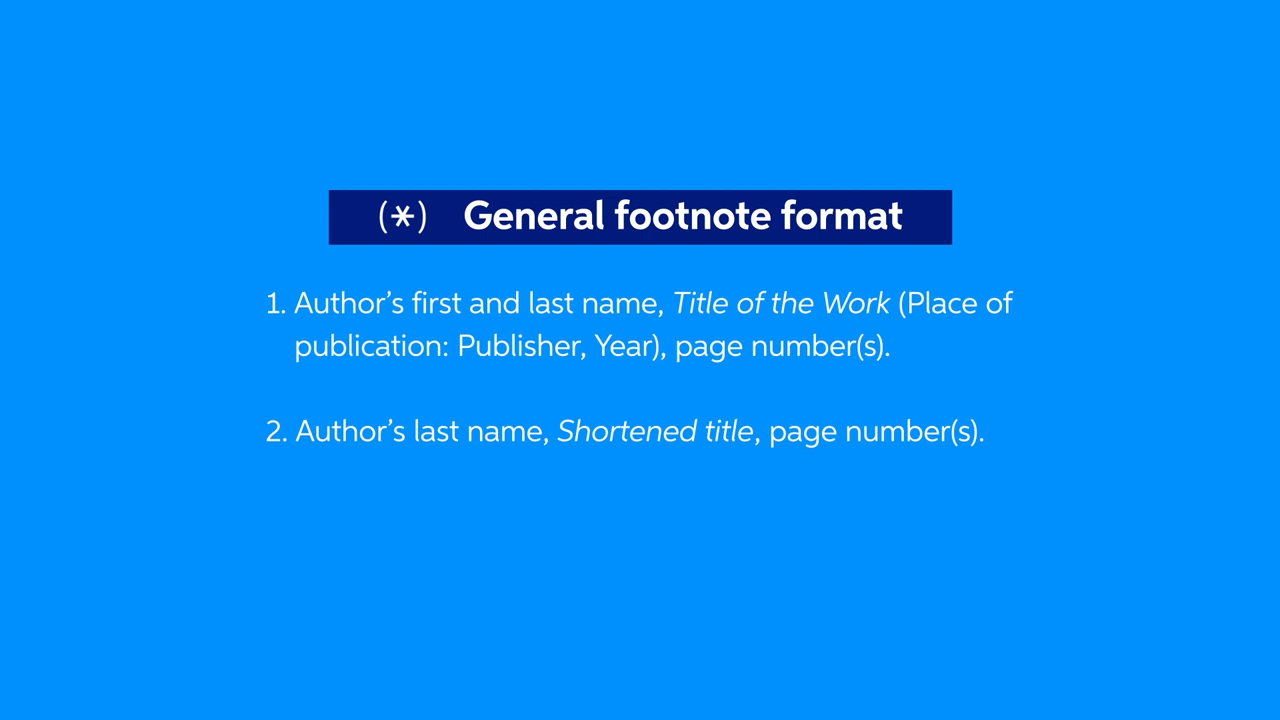 (*) General footnote format
1. Author’s first and last name, Title of the Work (Place of
publication: Publisher, Year), page number(s).
2. Author’s last name, Shortened title, page number(s).